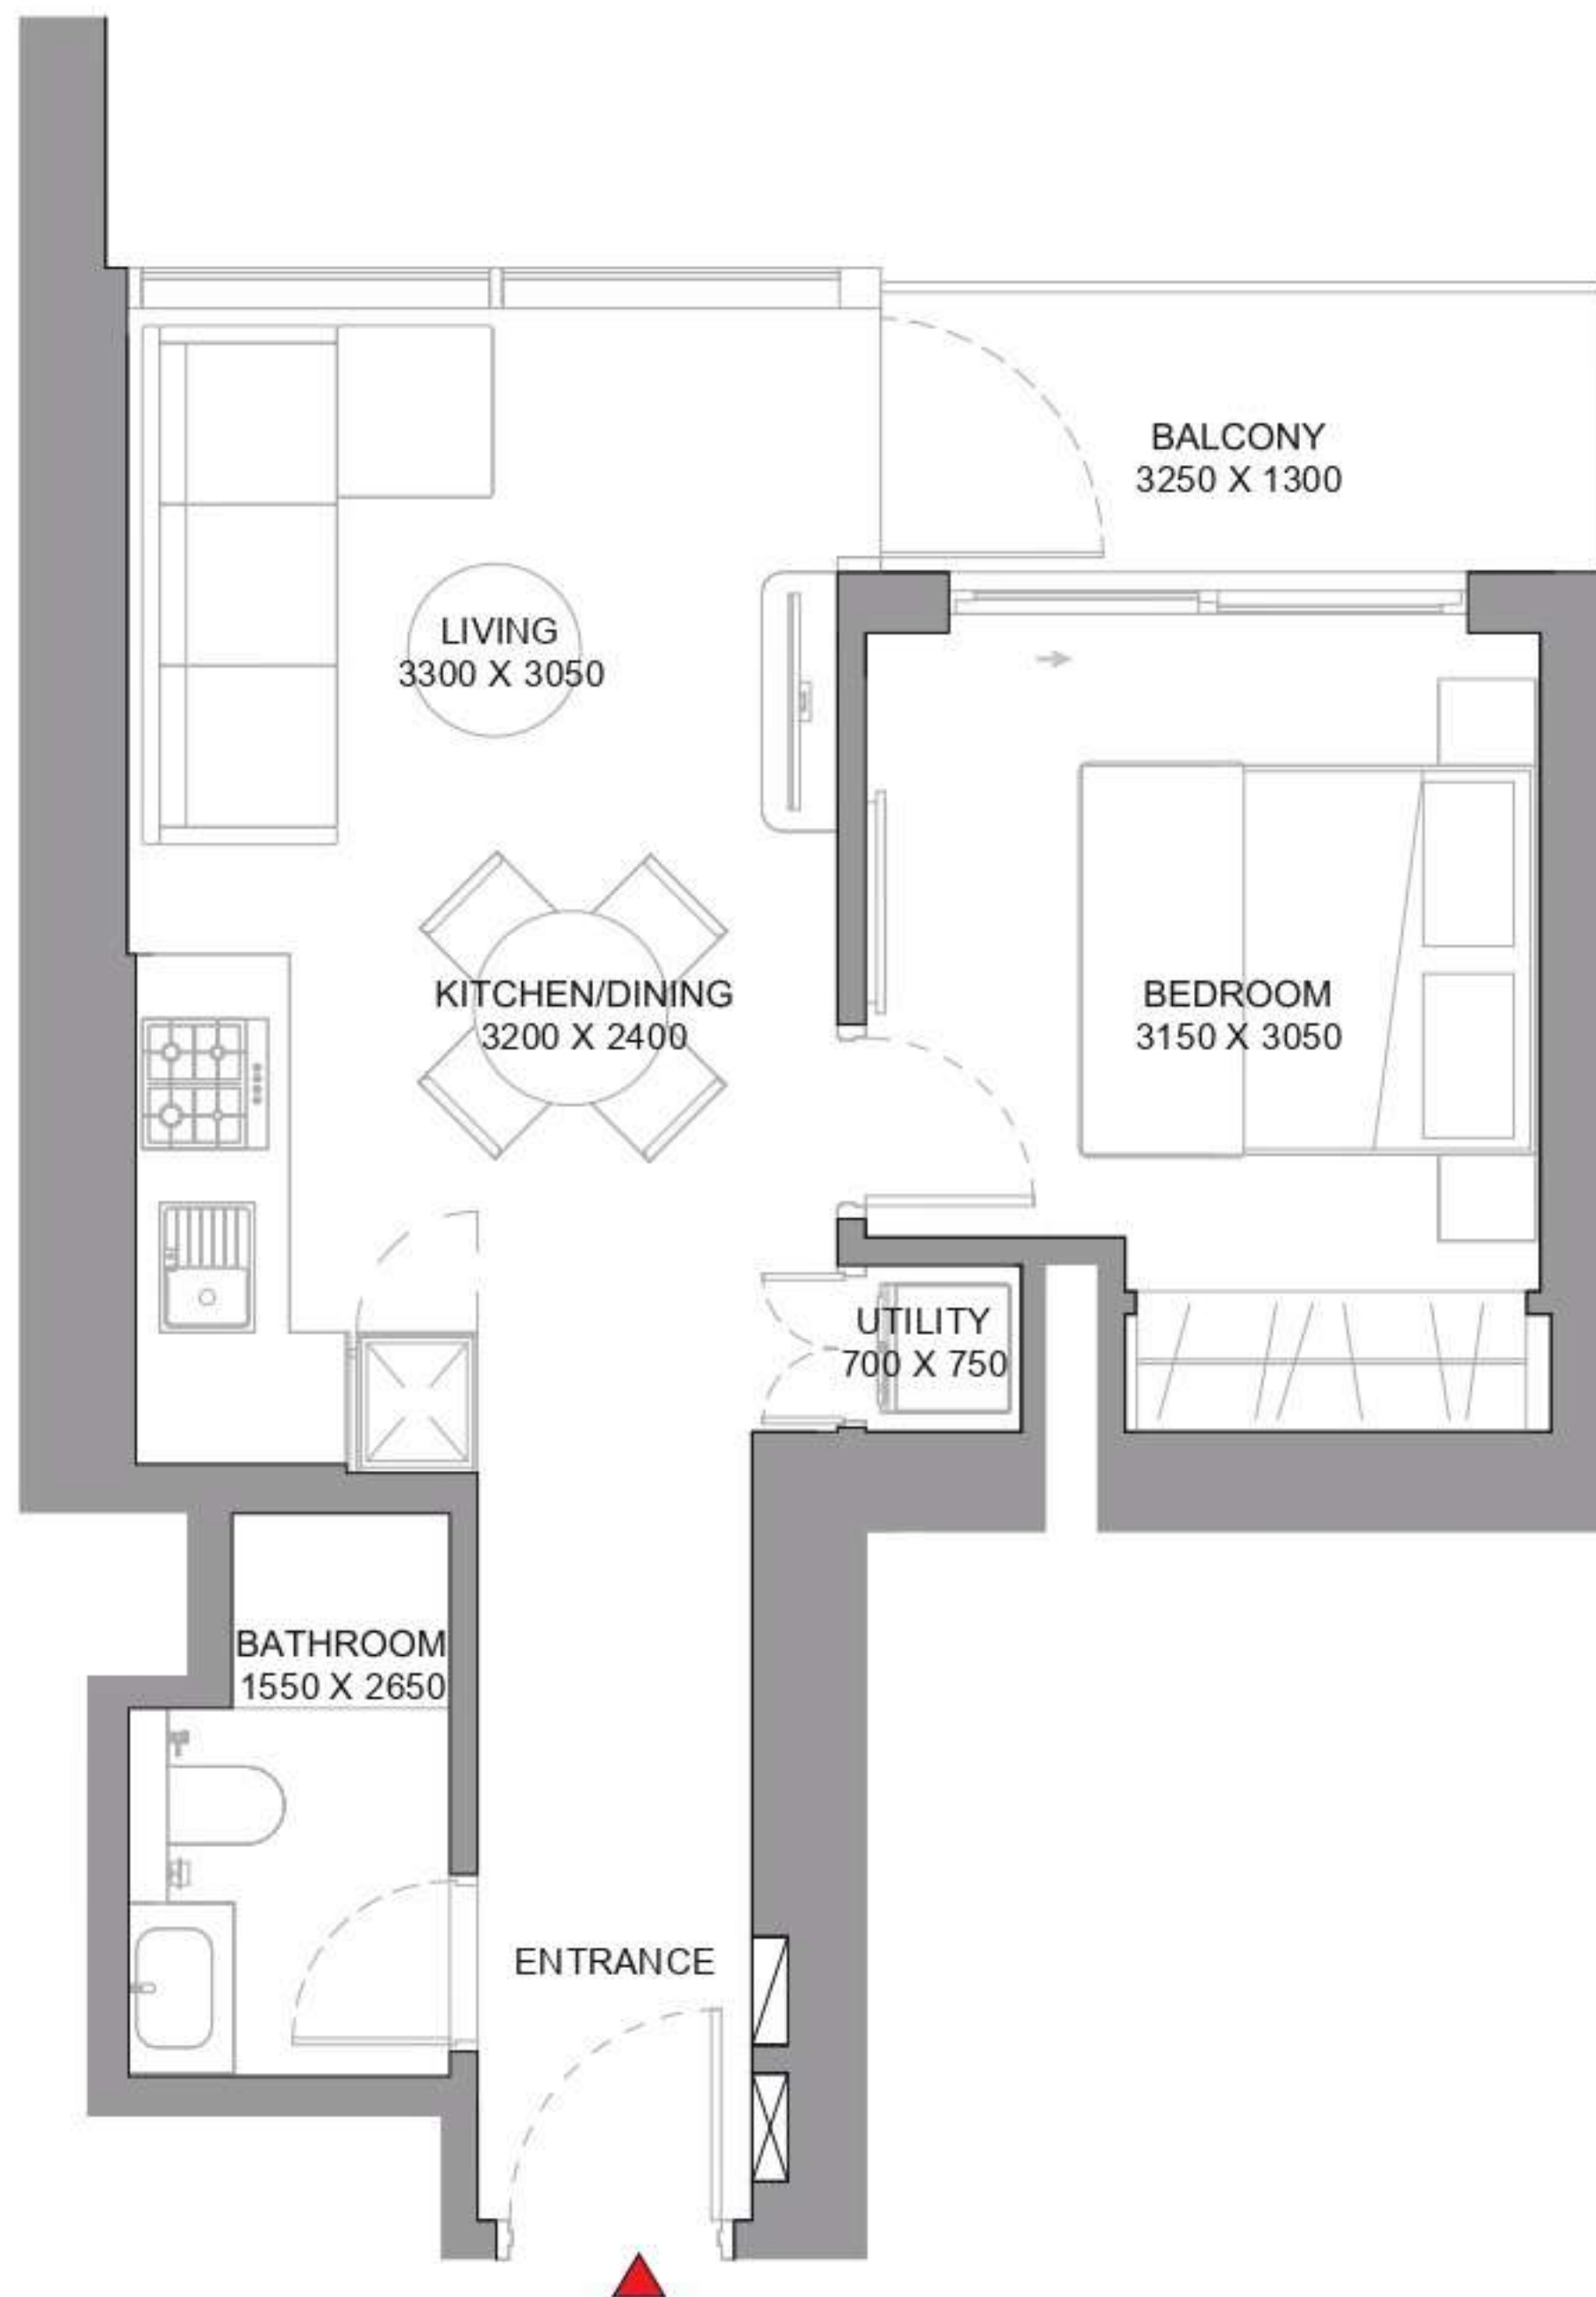 BALCONY
3250 X 1300
LIVING
3300 X 3050
KITCHEN/DINING
3200 X 2400
BEDROOM
3150 X 3050
UTILITY
700 X 750
BATHROOM
1550 X 2650
ENTRANCE